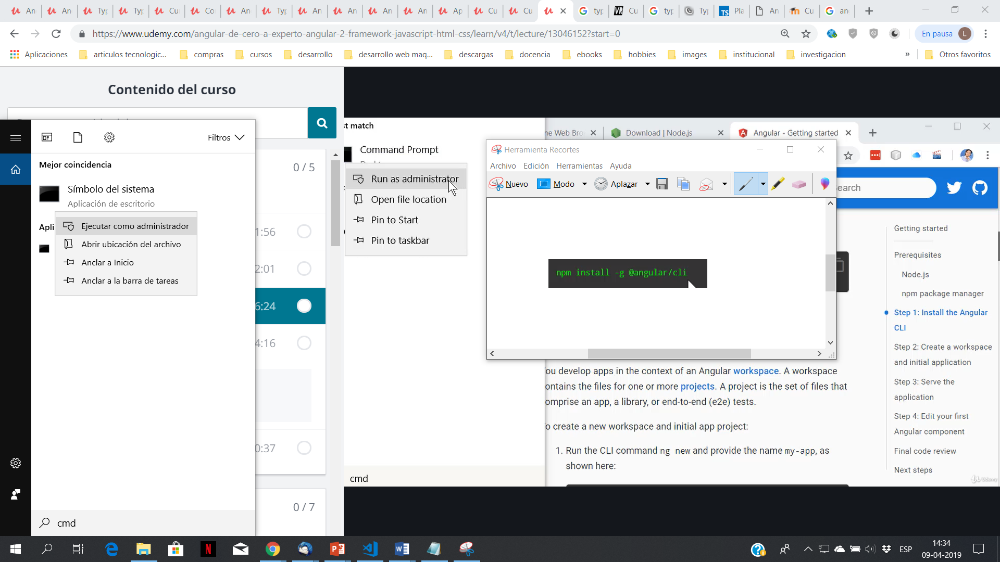 An
An
Typ
Typ
Cu
Co
An
Typ
An
An
An
An
Ap
Cu
Cu
typ
Cu
typ
Typ
Pla
An
Cu
an
https://www.udemy.com/angular-de-cero-a-experto-angular-2-framework-javascript-html-css/learn/v4/t/lecture/13046152?start=0
En pausa
L
Aplicaciones
articulos tecnologic...
compras
cursos
desarrollo
desarrollo web maq...
descargas
docencia
ebooks
hobbies
images
institucional
investigacion
»
Otros favoritos
Contenido del curso
0 / 5
1:56
2:01
6:24
4:16
0:37
0 / 7
Filtros
Mejor coincidencia
Símbolo del sistema
Aplicación de escritorio
Apli
Ejecutar como administrador
Abrir ubicación del archivo
Anclar a Inicio
Anclar a la barra de tareas
cmd
st match
Command Prompt
Run as administrator
Open file location
Pin to Start
Pin to taskbar
cmd
me Web Bro
Download | Node.js
Angular - Getting started
Herramienta Recortes
Archivo Edición Herramientas Ayuda
Nuevo Modo Aplazar
npm install -g @angular/cli
earch
You develop apps in the context of an Angular workspace. A workspace
ontains the files for one or more projects. A project is the set of files that
omprise an app, a library, or end-to-end (e2e) tests.
To create a new workspace and initial app project:
1. Run the CLI command ng new and provide the name my-app, as
shown here:
Getting started
Prerequisites
Node.js
npm package manager
Step 1: Install the Angular
CLI
Step 2: Create a workspace
and initial application
Step 3: Serve the
application
Step 4: Edit your first
Angular component
Final code review
Next steps
Udemy
ESP
14:34
09-04-2019